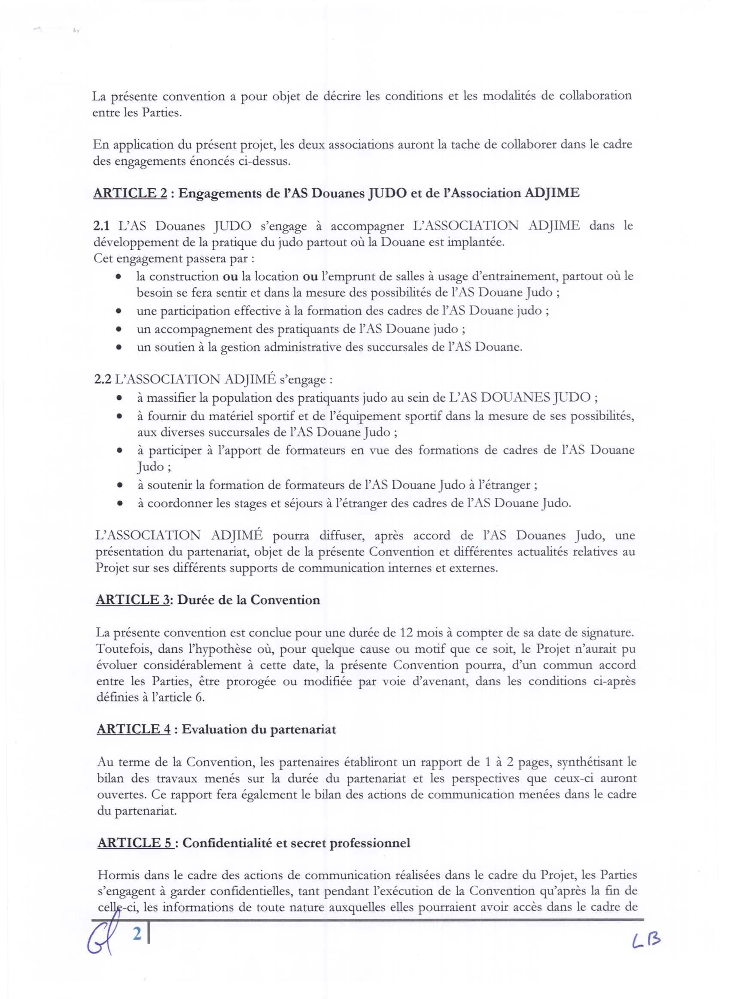 La présente convention a pour objet de décrire les conditions et les modalités de collaboration
entre les Parties.
En application du présent projet, les deux associations auront la tache de collaborer dans le cadre
des engagements énoncés ci-dessus.
ARTICLE 2 : Engagements de l'AS Douanes JUDO et de l'Association ADJIME
2.1 L'AS Douanes JUDO s'engage à accompagner L'ASSOCIATION ADJIME dans le
développement de la pratique du judo partout où la Douane est implantée.
Cet engagement passera par :
• la construction ou la location ou l'emprunt de salles à usage d'entrainement, partout où le
besoin se fera sentir et dans la mesure des possibilités de l'AS Douane Judo ;
• une participation effective à la formation des cadres de l'AS Douane judo ;
• un accompagnement des pratiquants de l'AS Douane judo ;
• un soutien à la gestion administrative des succursales de l'AS Douane.
2.2 L'ASSOCIATION ADJIMÉ s'engage :
• à massifier la population des pratiquants judo au sein de L'AS DOUANES JUDO ;
• à fournir du matériel sportif et de l'équipement sportif dans la mesure de ses possibilités,
aux diverses succursales de l'AS Douane Judo ;
• à participer à l'apport de formateurs en vue des formations de cadres de l'AS Douane
Judo ;
• à soutenir la formation de formateurs de l'AS Douane Judo à l'étranger ;
• à coordonner les stages et séjours à l'étranger des cadres de l'AS Douane Judo.
L'ASSOCIATION ADJIMÉ pourra diffuser, après accord de l'AS Douanes Judo, une
présentation du partenariat, objet de la présente Convention et différentes actualités relatives au
Projet sur ses différents supports de communication internes et externes.
ARTICLE 3: Durée de la Convention
La présente convention est conclue pour une durée de 12 mois à compter de sa date de signature.
Toutefois, dans l'hypothèse où, pour quelque cause ou motif que ce soit, le Projet n'aurait pu
évoluer considérablement à cette date, la présente Convention pourra, d'un commun accord
entre les Parties, être prorogée ou modifiée par voie d'avenant, dans les conditions ci-après
définies à l'article 6.
ARTICLE 4 : Evaluation du partenariat
Au terme de la Convention, les partenaires établiront un rapport de 1 à 2 pages, synthétisant le
bilan des travaux menés sur la durée du partenariat et les perspectives que ceux-ci auront
ouvertes. Ce rapport fera également le bilan des actions de communication menées dans le cadre
du partenariat.
ARTICLE 5 : Confidentialité et secret professionnel
Hormis dans le cadre des actions de communication réalisées dans le cadre du Projet, les Parties
s'engagent à garder confidentielles, tant pendant l'exécution de la Convention qu'après la fin de
celle-ci, les informations de toute nature auxquelles elles pourraient avoir accès dans le cadre de
2
LB